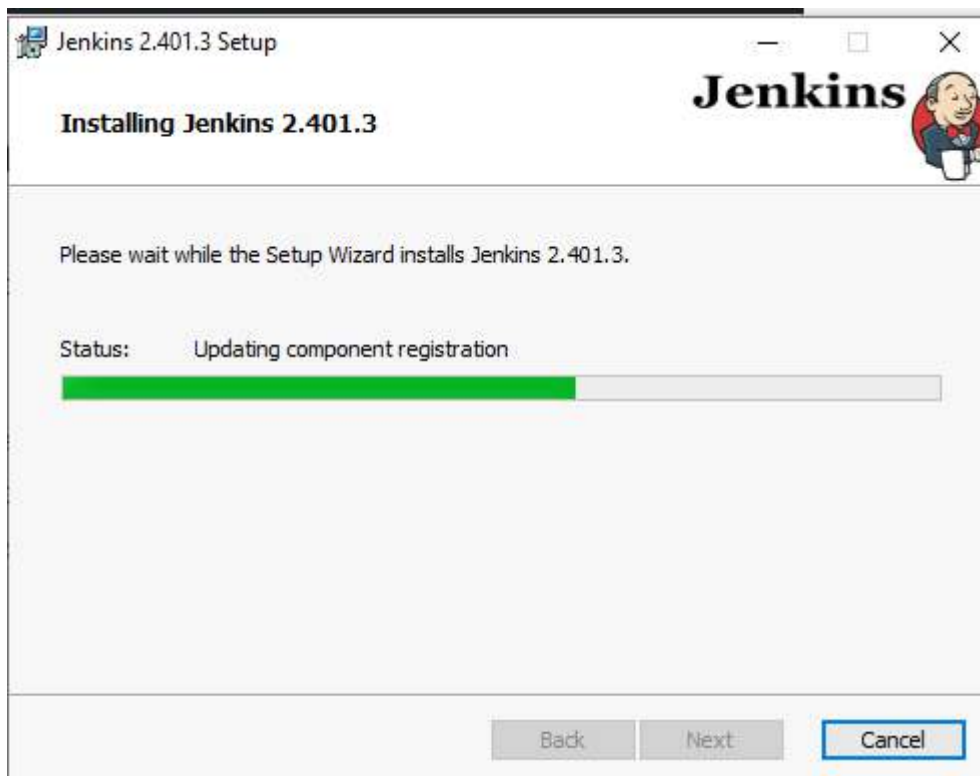 Jenkins 2.401.3 Setup
Jenkins
Installing Jenkins 2.401.3
Please wait while the Setup Wizard installs Jenkins 2.401.3.
Status: Updating component registration
Back Next Cancel